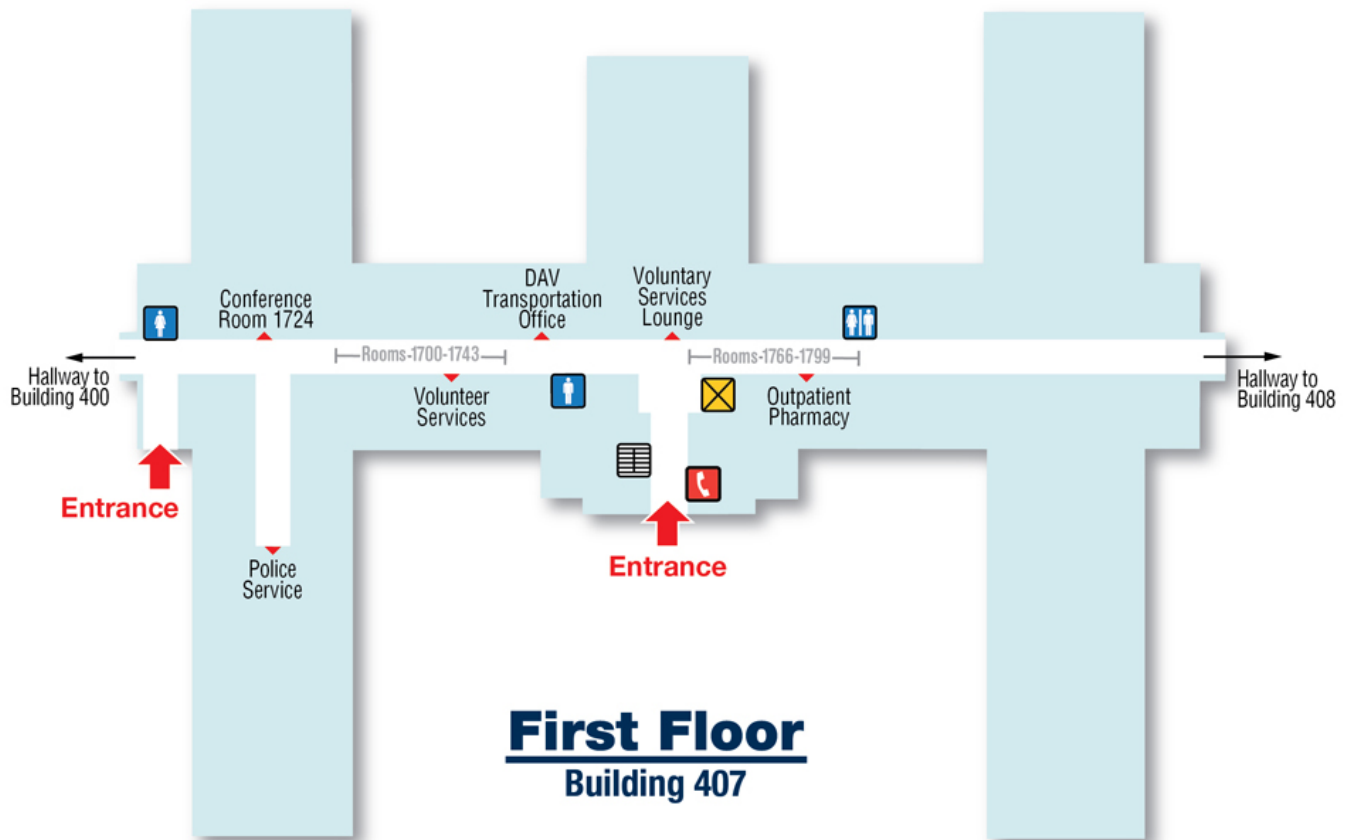 Conference
Room 1724
DAV
Transportation
Office
Voluntary
Services
Lounge
Hallway to
Building 400
Rooms-1700-1743
Rooms-1766-1799
Hallway to
Building 408
Volunteer
Services
Outpatient
Pharmacy
Entrance
Entrance
Police
Service
First Floor
Building 407